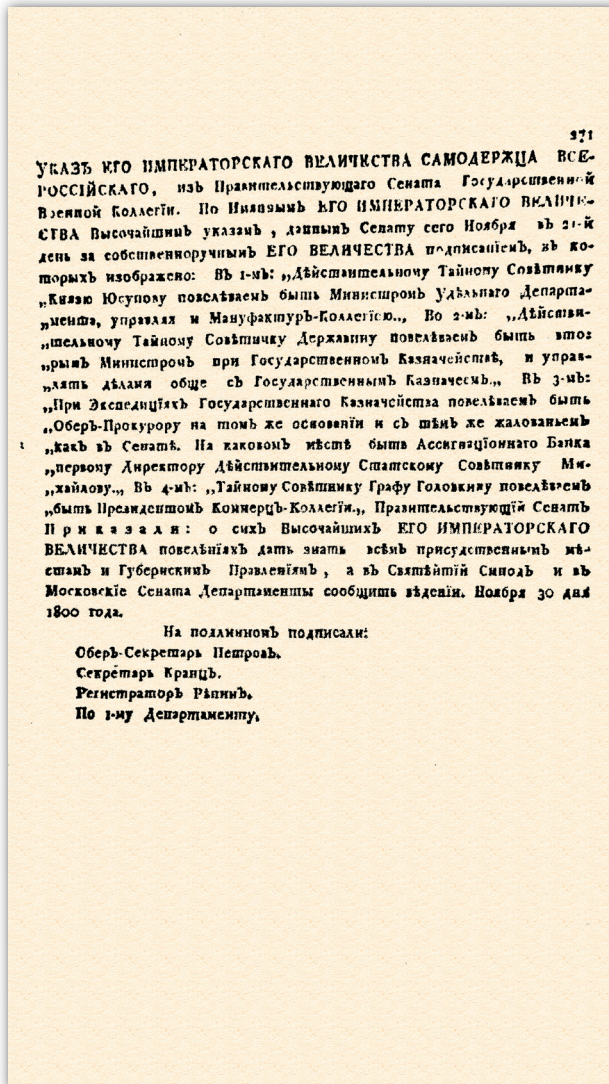 371
УКАЗЪ ЕГО ИМПЕРАТОРСКАГО ВЕЛИЧЕСТВА САМОДЕРЖЦА ВСЕ-
РОССІЙСКАГО, изъ Правительствующаго Сената Государственной
Военной Коллегіи. По Имяннымъ ЕГО ИМПЕРАТОРСКАГО ВЕЛИЧЕ-
СТВА Высочайшимъ указамъ, даннымъ Сенату сего Ноября въ 21-й
день за собственноручнымъ ЕГО ВЕЛИЧЕСТВА подписаніемъ, въ ко-
торыхъ изображено: Въ 1-мъ: „Дѣйствительному Тайному Совѣтнику
„Князю Юсупову повелѣваемъ быть Министромъ Удѣльнаго Департа-
„мента, управляя и Мануфактуръ-Коллегіею.„ Во 2-мъ: „Дѣйстви-
„тельному Тайному Совѣтнику Державину повелѣваемъ быть вто-
„рымъ Министромъ при Государственномъ Казначействѣ, и управ-
„лять дѣлами обще съ Государственнымъ Казначеемъ.„ Въ 3-мъ:
„При Экспедиціяхъ Государственнаго Казначейства повелѣваемъ быть
„Оберъ-Прокурору на томъ же основаніи и съ тѣмъ же жалованьемъ
„какъ въ Сенатѣ. На каковомъ мѣстѣ быть Ассигнаціоннаго Банка
„первому Директору Дѣйствительному Статскому Совѣтнику Ми-
„хайлову.„ Въ 4-мъ: „Тайному Совѣтнику Графу Головкину повелѣваемъ
„быть Президентомъ Коммерцъ-Коллегіи.„ Правительствующій Сенатъ
Приказали: о сихъ Высочайшихъ ЕГО ИМПЕРАТОРСКАГО
ВЕЛИЧЕСТВА повелѣніяхъ дать знать всѣмъ присудственнымъ мѣ-
стамъ и Губернскимъ Правленіямъ, а въ Святѣйшій Синодъ и въ
Московскіе Сената Департаменты сообщить вѣденіи. Ноября 30 дня
1800 года.
На подлинномъ подписали:
Оберъ-Секретарь Петровъ.
Секретарь Кранцъ.
Регистраторъ Рѣпинъ.
По 1-му Департаменту.